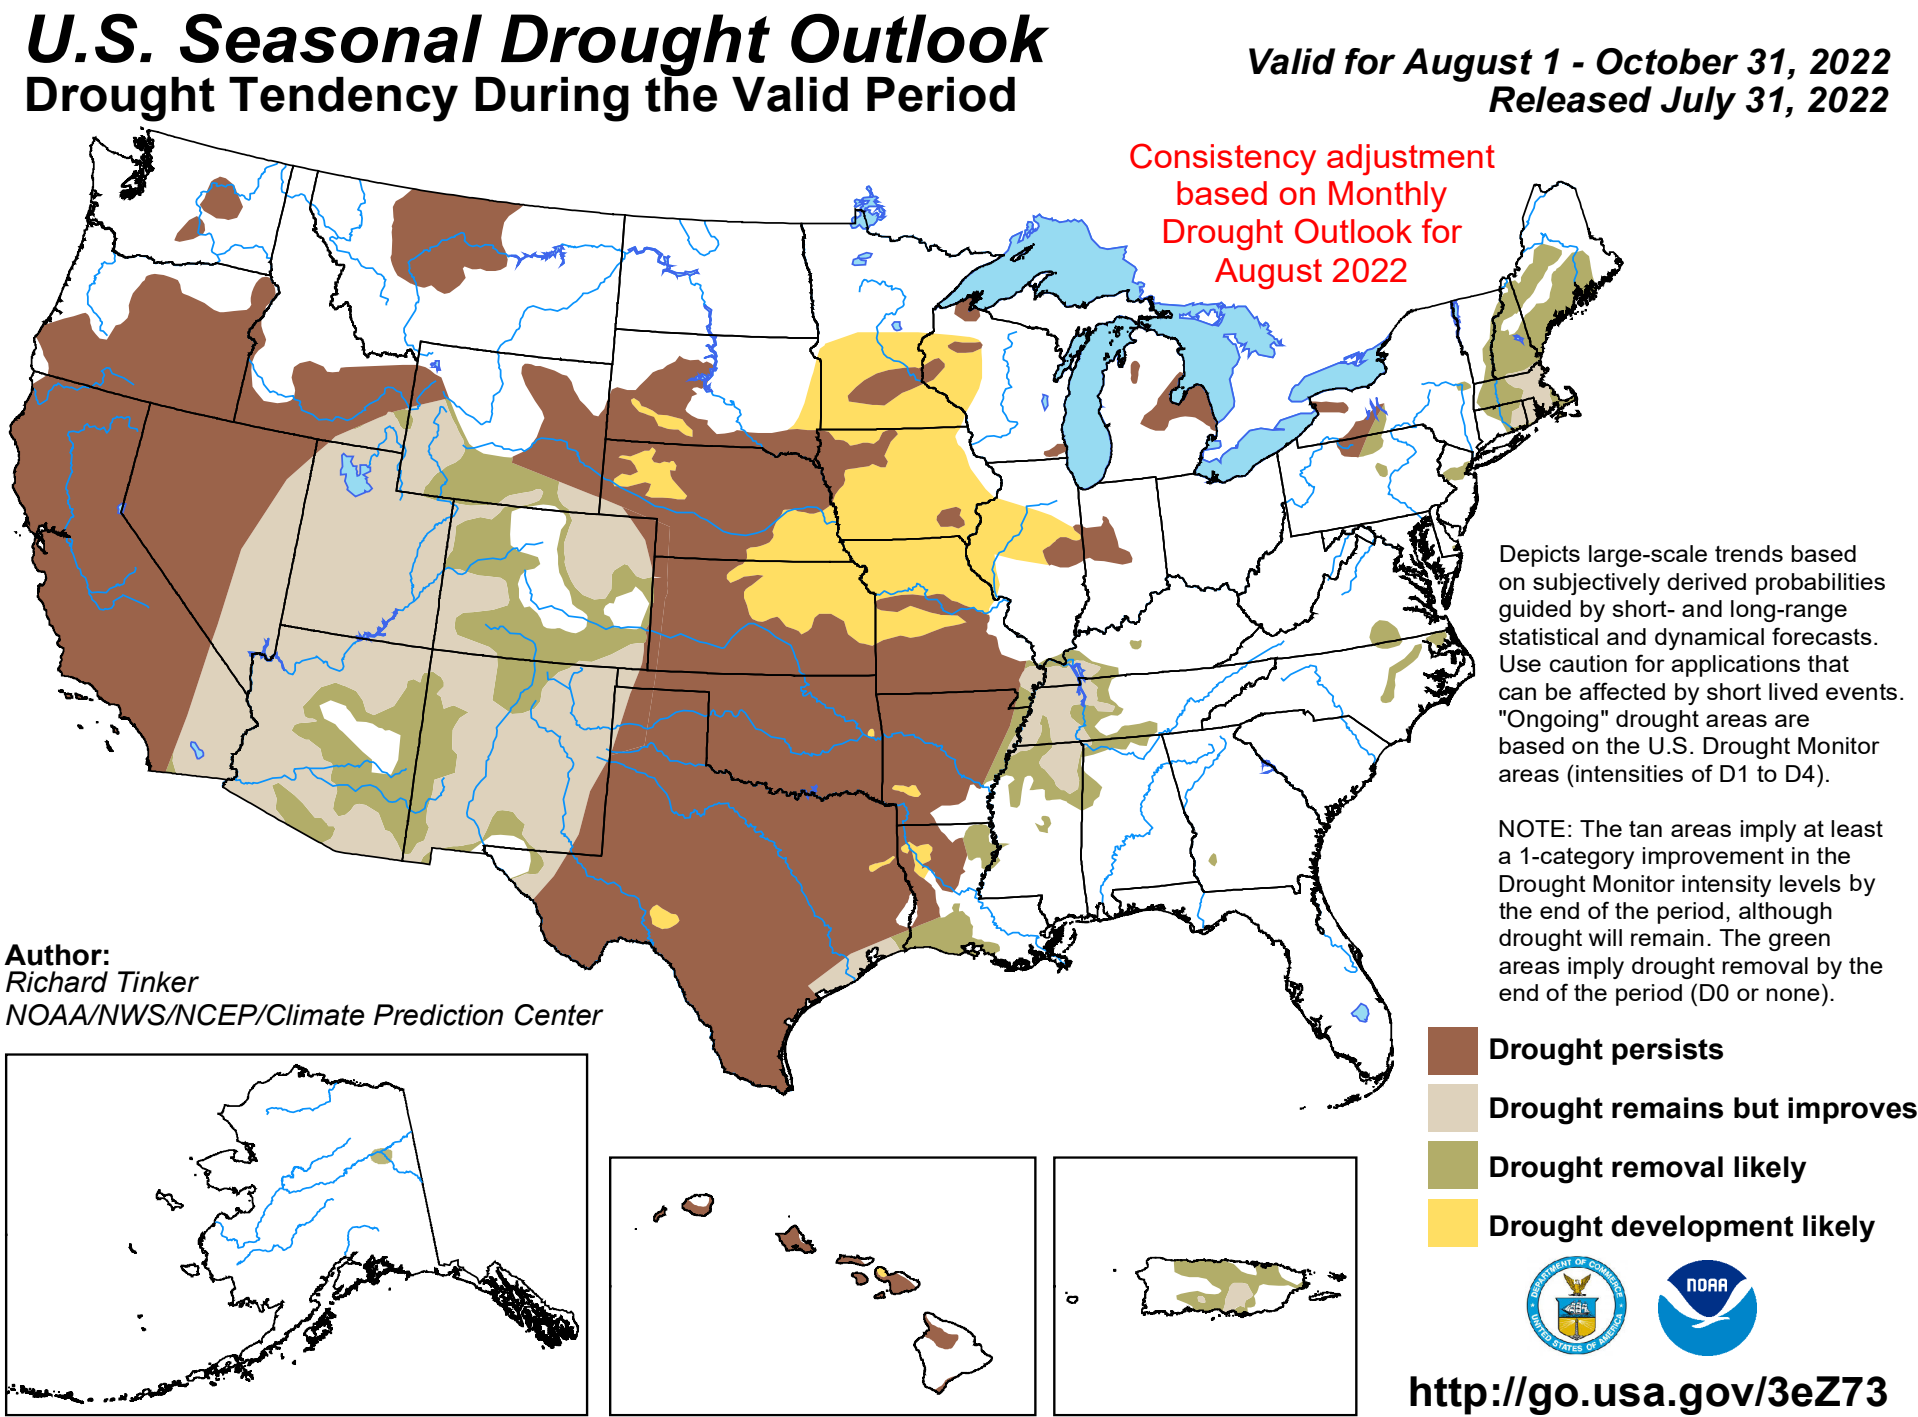 U.S. Seasonal Drought Outlook
Drought Tendency During the Valid Period
Valid for August 1 - October 31, 2022
Released July 31, 2022
Consistency adjustment
based on Monthly
Drought Outlook for
August 2022
Depicts large-scale trends based
on subjectively derived probabilities
guided by short- and long-range
statistical and dynamical forecasts.
Use caution for applications that
can be affected by short lived events.
"Ongoing" drought areas are
based on the U.S. Drought Monitor
areas (intensities of D1 to D4).
NOTE: The tan areas imply at least
a 1-category improvement in the
Drought Monitor intensity levels by
the end of the period, although
drought will remain. The green
areas imply drought removal by the
end of the period (D0 or none).
Author:
Richard Tinker
NOAA/NWS/NCEP/Climate Prediction Center
Drought persists
Drought remains but improves
Drought removal likely
Drought development likely
DEPARTMENT OF COMMERCE
UNITED STATES OF AMERICA
NOAA
http://go.usa.gov/3eZ73